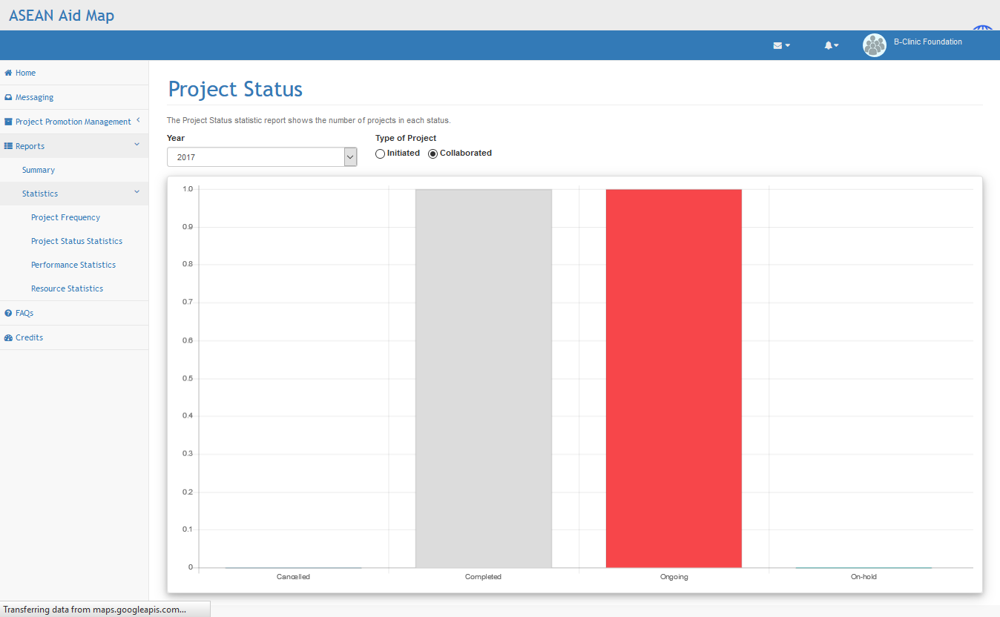 ASEAN Aid Map
B-Clinic Foundation
Home
Messaging
Project Promotion Management
Reports
Summary
Statistics
Project Frequency
Project Status Statistics
Performance Statistics
Resource Statistics
FAQs
Credits
Project Status
The Project Status statistic report shows the number of projects in each status.
Year
Type of Project
2017
Initiated Collaborated
1.0
0.9
0.8
0.7
0.6
0.5
0.4
0.3
0.2
0.1
0
Cancelled Completed Ongoing On-hold
Transferring data from maps.googleapis.com...